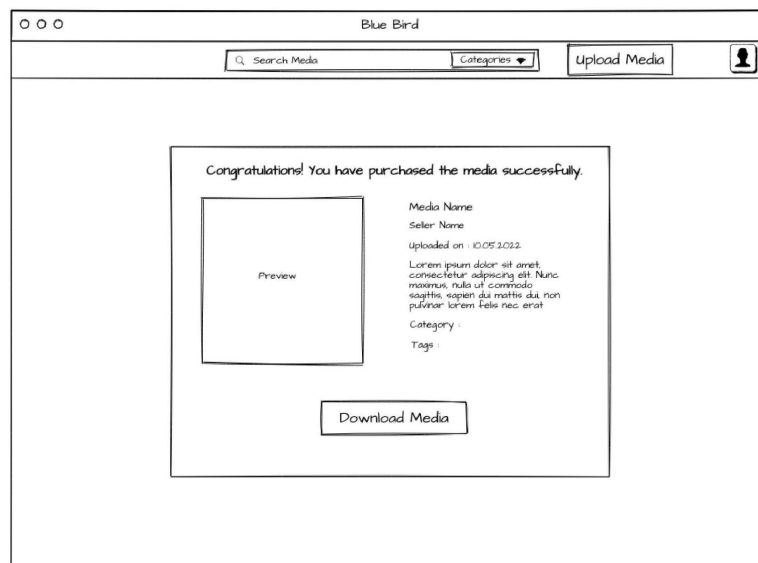 Blue Bird
Search Media
Categories
Upload Media
Congratulations! You have purchased the media successfully.
Preview
Media Name
Seller Name
Uploaded on : 10.05.2022
Lorem ipsum dolor sit amet,
consectetur adipiscing elit. Nunc
maximus, nulla ut commodo
sagittis, sapien dui mattis dui, non
pulvinar lorem felis nec erat
Category :
Tags :
Download Media